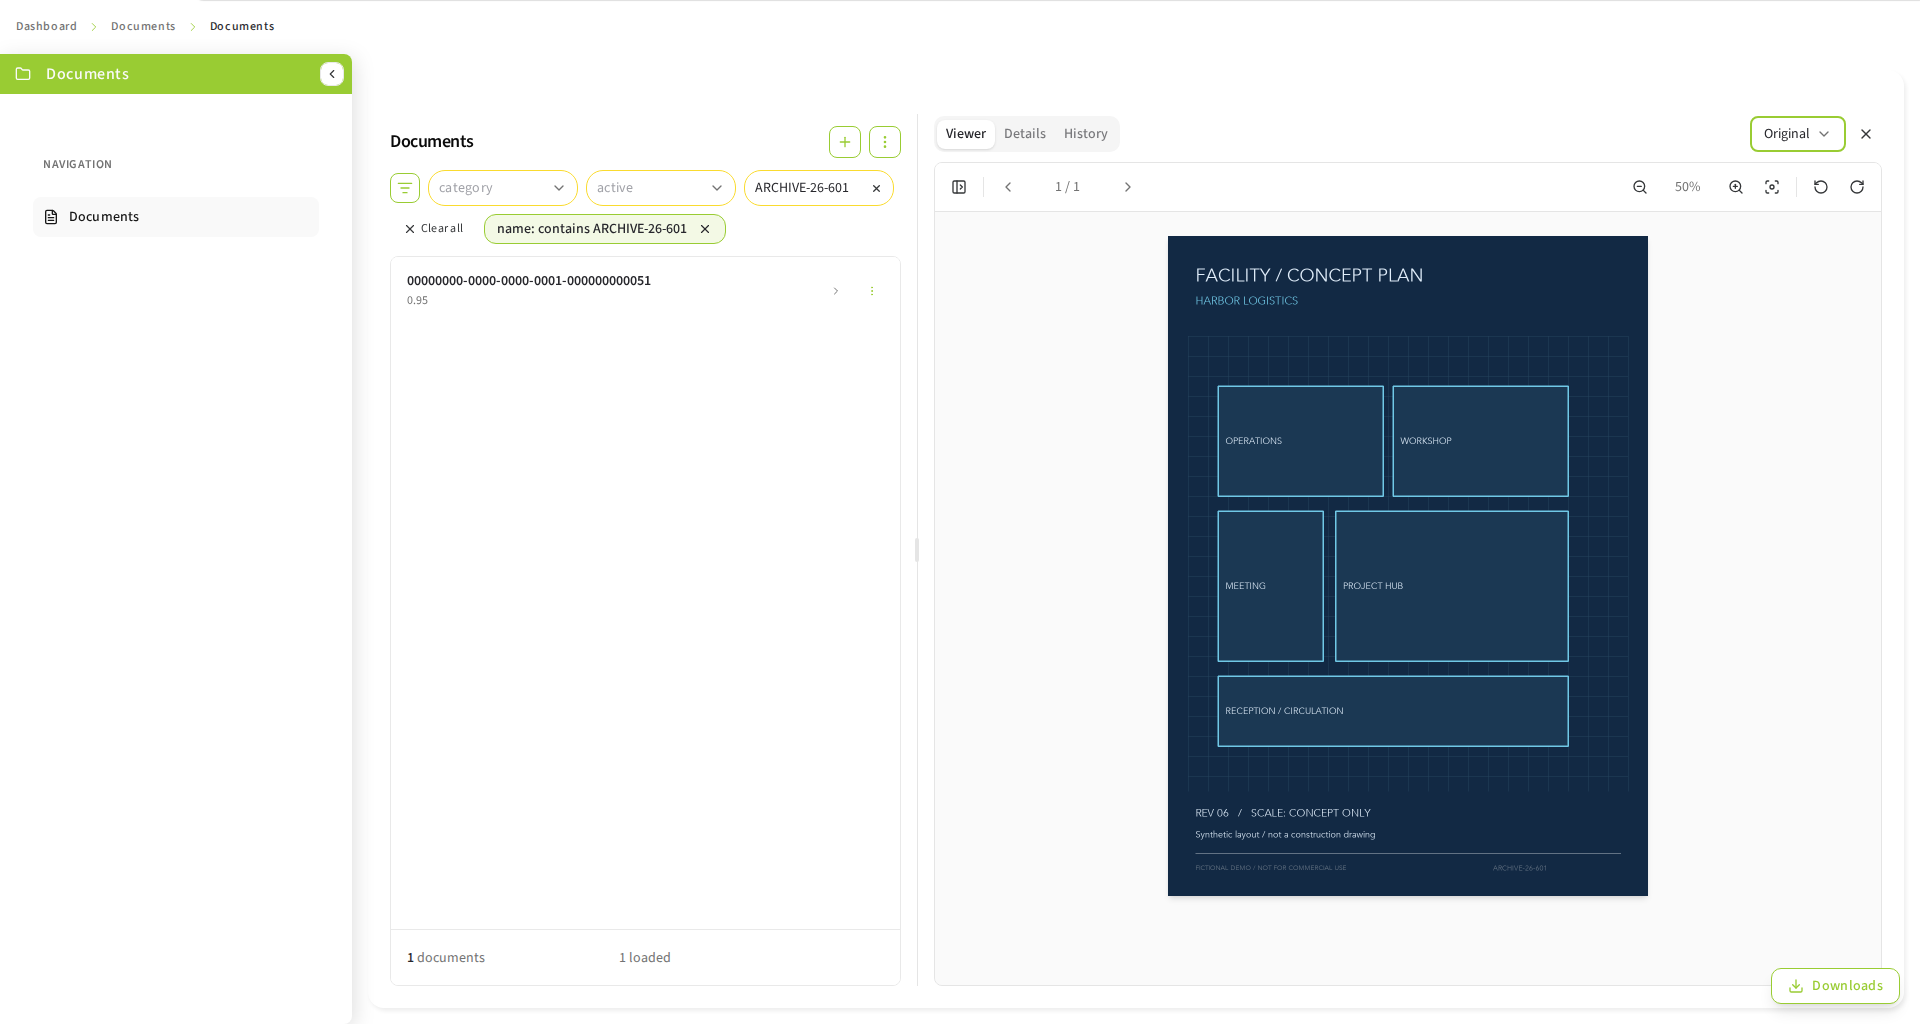 Dashboard > Documents > Documents
Documents
NAVIGATION
Documents
Documents
category
active
ARCHIVE-26-601
Clear all
name: contains ARCHIVE-26-601
00000000-0000-0000-0001-000000000051
0.95
1 documents
1 loaded
Viewer
Details
History
Original
1 / 1
50%
FACILITY / CONCEPT PLAN
HARBOR LOGISTICS
OPERATIONS
WORKSHOP
MEETING
PROJECT HUB
RECEPTION / CIRCULATION
REV 06 / SCALE: CONCEPT ONLY
Synthetic layout / not a construction drawing
FICTIONAL DEMO / NOT FOR COMMERCIAL USE
ARCHIVE-26-601
Downloads